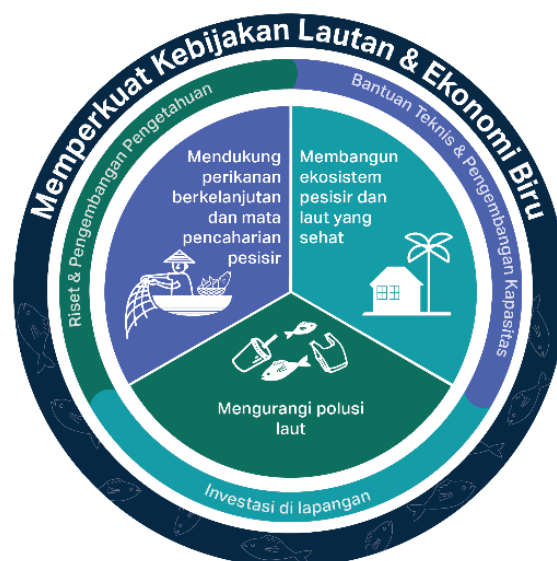 Memperkuat Kebijakan Lautan & Ekonomi Biru
Riset & Pengembangan Pengetahuan
Bantuan Teknis & Pengembangan Kapasitas
Mendukung
perikanan
berkelanjutan
dan mata
pencaharian
pesisir
Membangun
ekosistem
pesisir dan
laut yang
sehat
Mengurangi polusi
laut
Investasi di lapangan